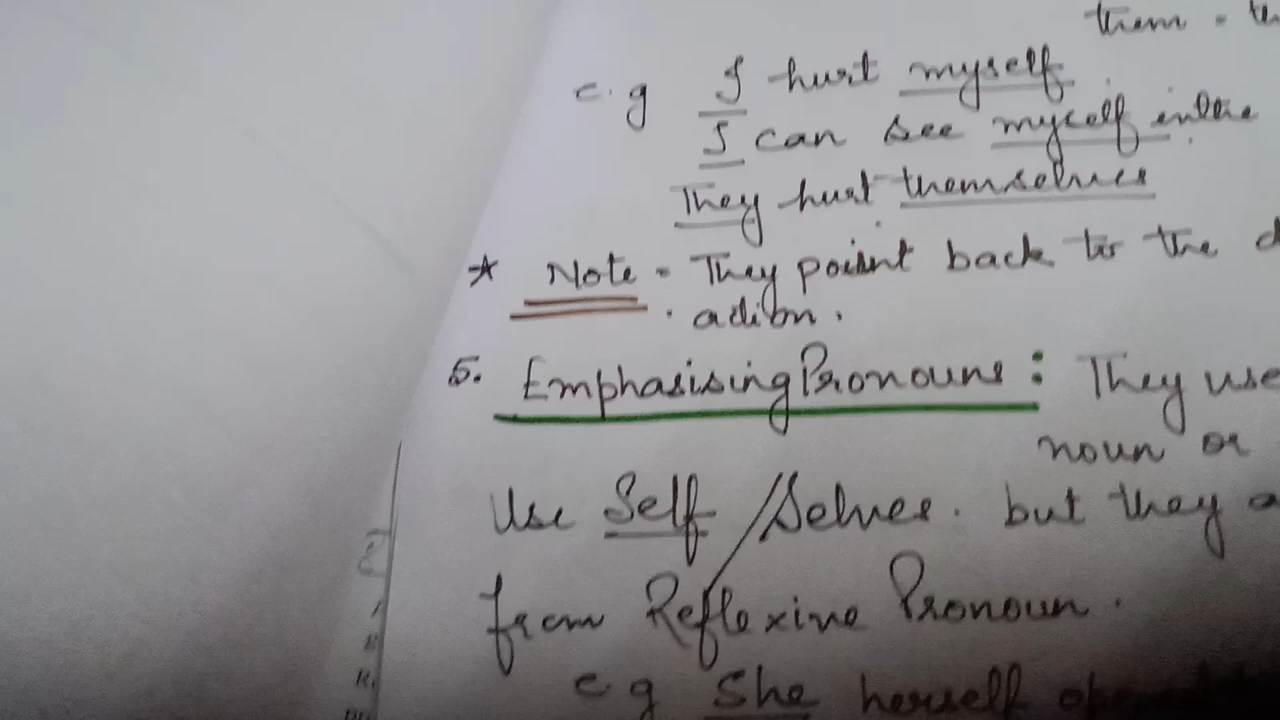 them =
e.g I hurt myself
I can see myself in the
They hurt themselves
* Note = They point back to the
action.
5. Emphasising Pronouns : They use
noun or
Use Self /Selves. but they
from Reflexive Pronoun.
e g She herself